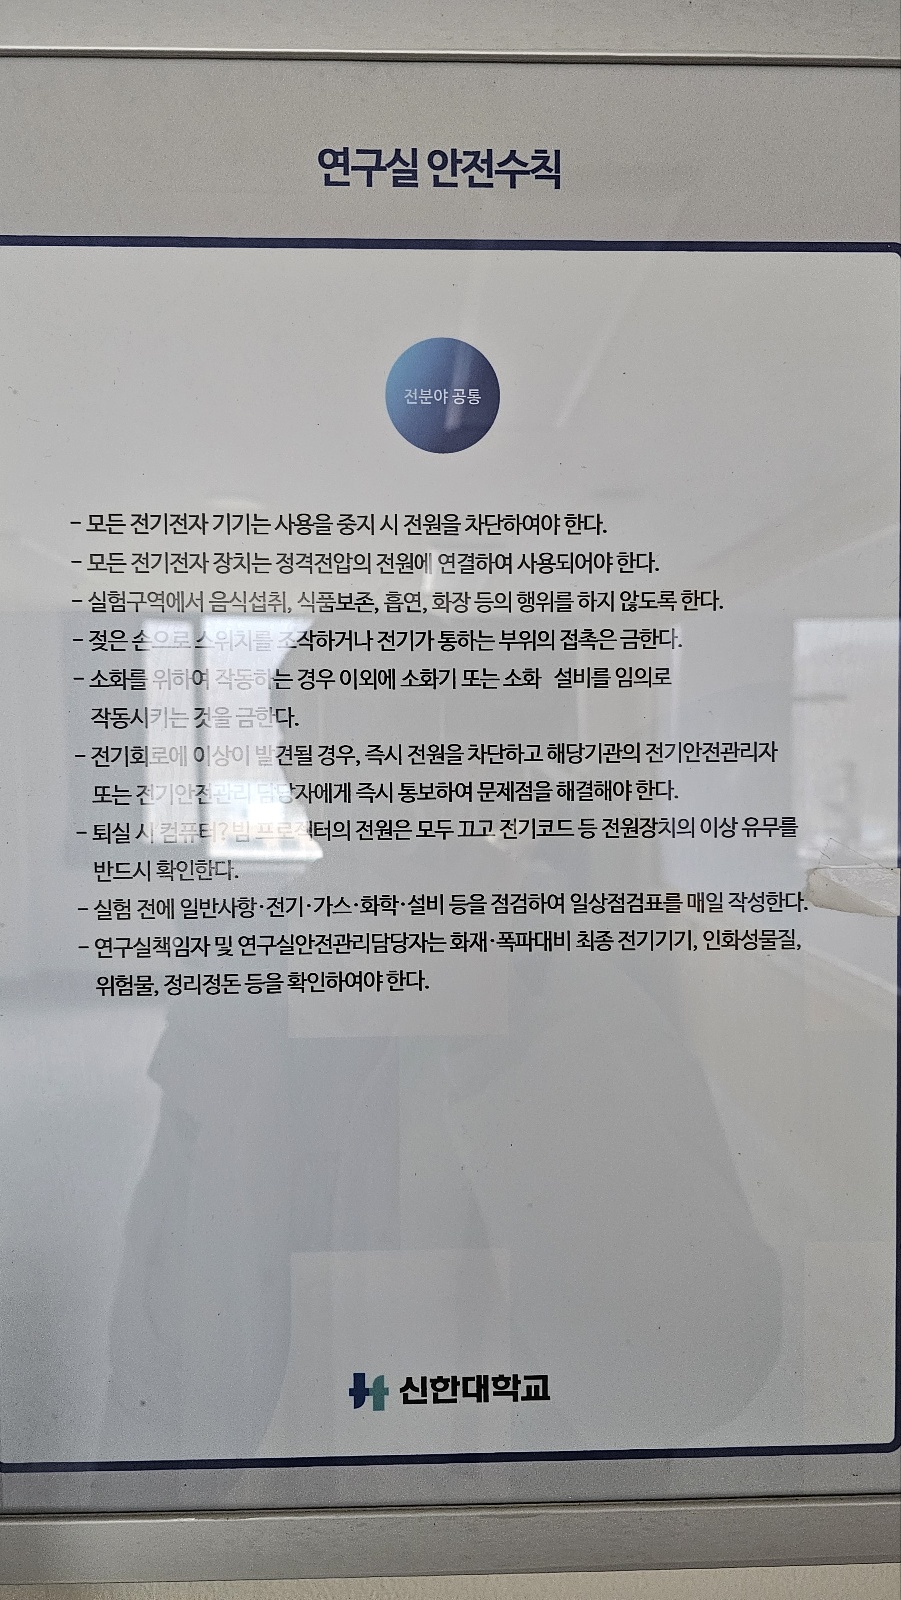 연구실 안전수칙
전분야 공통
- 모든 전기전자 기기는 사용을 중지 시 전원을 차단하여야 한다.
- 모든 전기전자 장치는 정격전압의 전원에 연결하여 사용되어야 한다.
- 실험구역에서 음식섭취, 식품보존, 흡연, 화장 등의 행위를 하지 않도록 한다.
- 젖은 손으로 스위치를 조작하거나 전기가 통하는 부위의 접촉은 금한다.
- 소화를 위하여 작동하는 경우 이외에 소화기 또는 소화 설비를 임의로
작동시키는 것을 금한다.
- 전기회로에 이상이 발견될 경우, 즉시 전원을 차단하고 해당기관의 전기안전관리자
또는 전기안전관리 담당자에게 즉시 통보하여 문제점을 해결해야 한다.
- 퇴실 시 컴퓨터?빔 프로젝터의 전원은 모두 끄고 전기코드 등 전원장치의 이상 유무를
반드시 확인한다.
- 실험 전에 일반사항·전기·가스·화학·설비 등을 점검하여 일상점검표를 매일 작성한다.
- 연구실책임자 및 연구실안전관리담당자는 화재·폭파대비 최종 전기기기, 인화성물질,
위험물, 정리정돈 등을 확인하여야 한다.
신한대학교